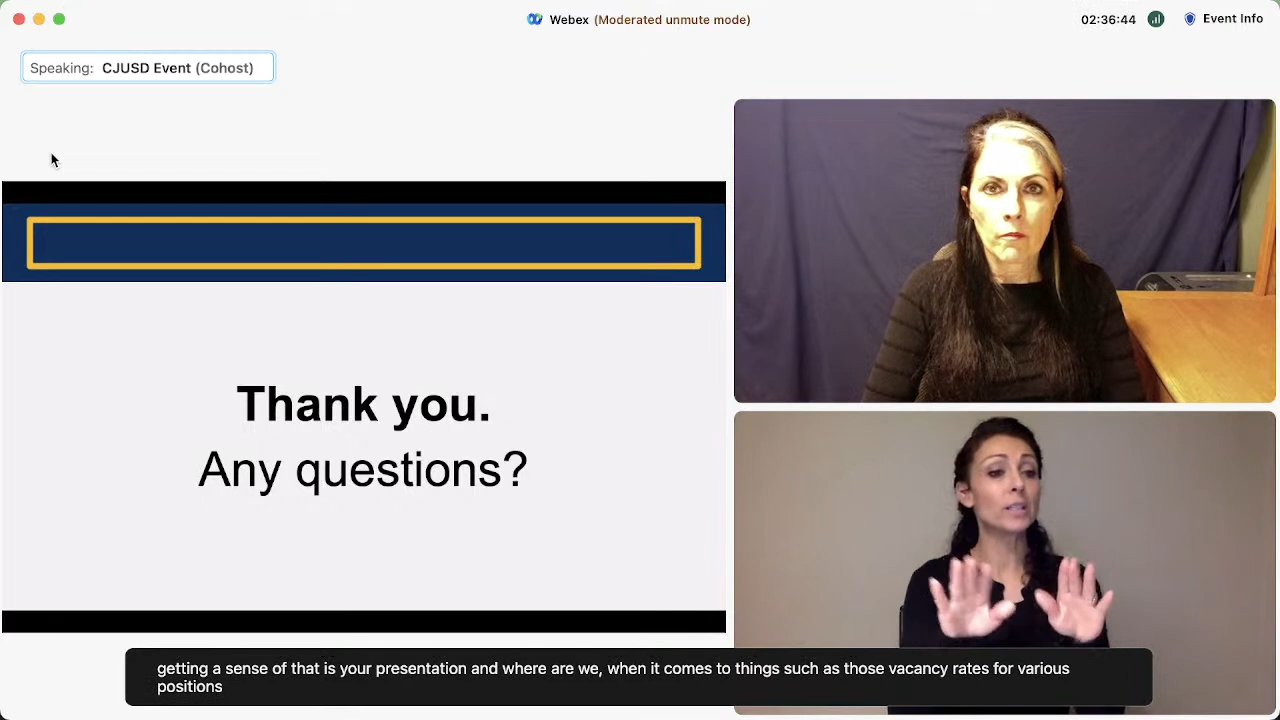 Webex (Moderated unmute mode)
02:36:44
Event Info
Speaking: CJUSD Event (Cohost)
Thank you.
Any questions?
getting a sense of that is your presentation and where are we, when it comes to things such as those vacancy rates for various
positions